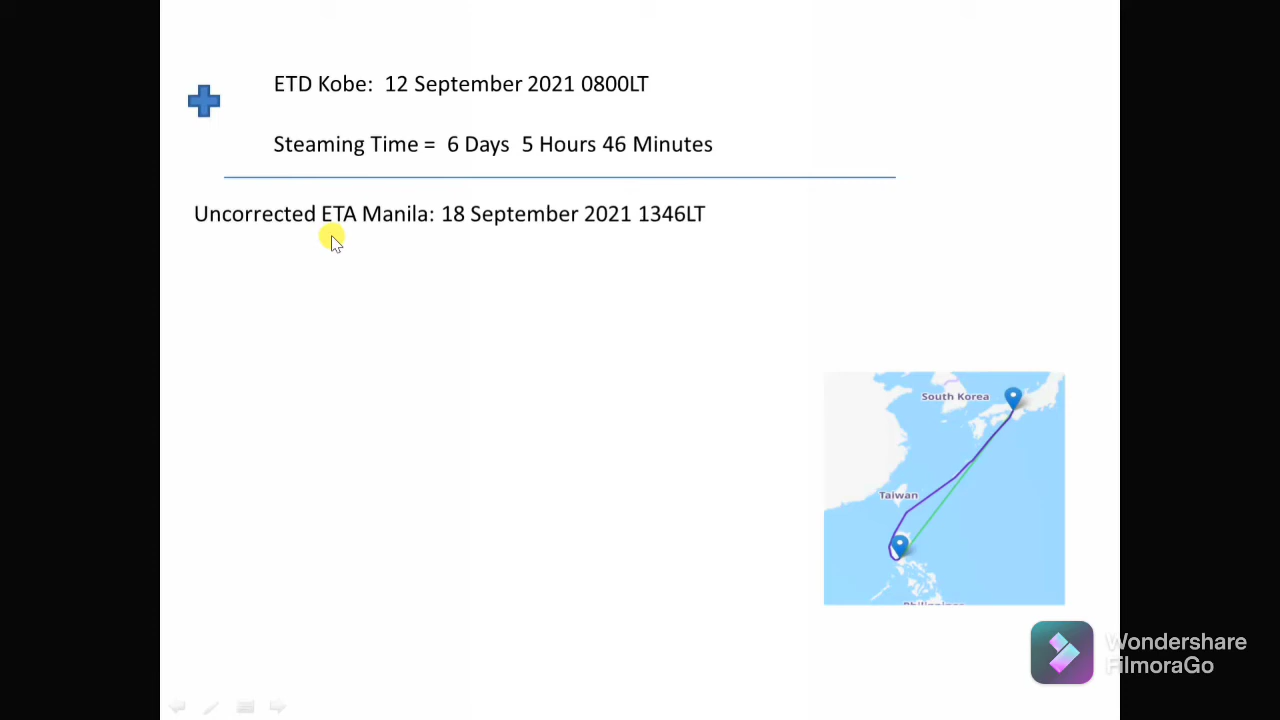 ETD Kobe: 12 September 2021 0800LT
Steaming Time = 6 Days 5 Hours 46 Minutes
Uncorrected ETA Manila: 18 September 2021 1346LT
South Korea
Taiwan
Philippines
Wondershare
FilmoraGo